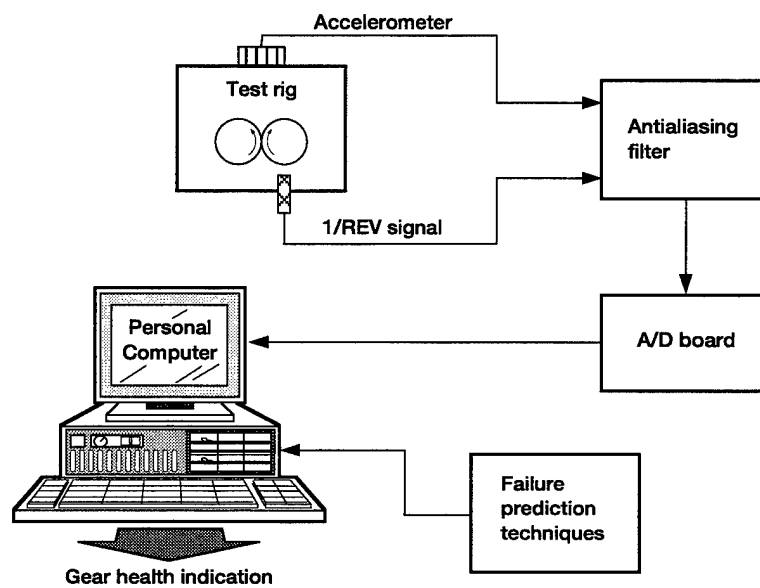 Accelerometer
Test rig
Antialiasing
filter
1/REV signal
Personal
Computer
A/D board
Failure
prediction
techniques
Gear health indication